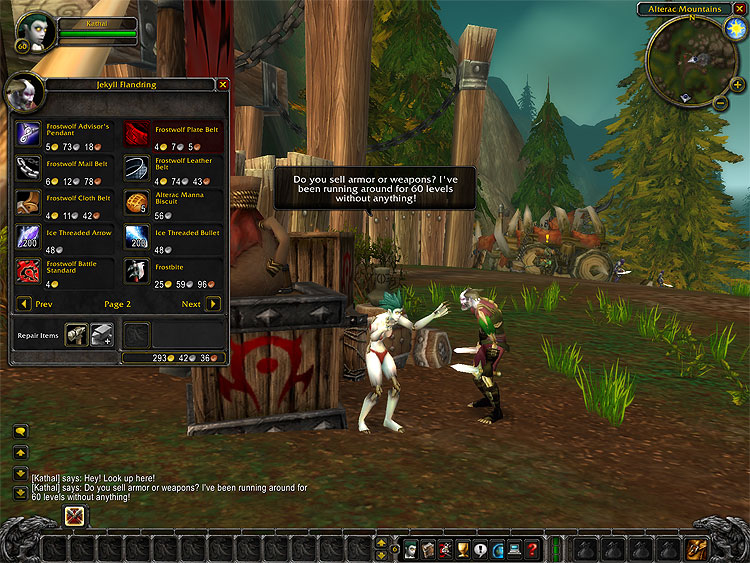 Kathal
60
Alterac Mountains
N
Jekyll Flandring
Frostwolf Advisor's
Pendant
5 73 18
Frostwolf Plate Belt
4 7 5
Frostwolf Mail Belt
6 12 78
Frostwolf Leather
Belt
4 74 43
Frostwolf Cloth Belt
4 11 42
5
Alterac Manna
Biscuit
56
200
Ice Threaded Arrow
48
200
Ice Threaded Bullet
48
Frostwolf Battle
Standard
4
Frostbite
25 59 96
Prev Page 2 Next
Repair Items
293 42 36
Do you sell armor or weapons? I've
been running around for 60 levels
without anything!
[Kathal] says: Hey! Look up here!
[Kathal] says: Do you sell armor or weapons? I've been running around for
60 levels without anything!